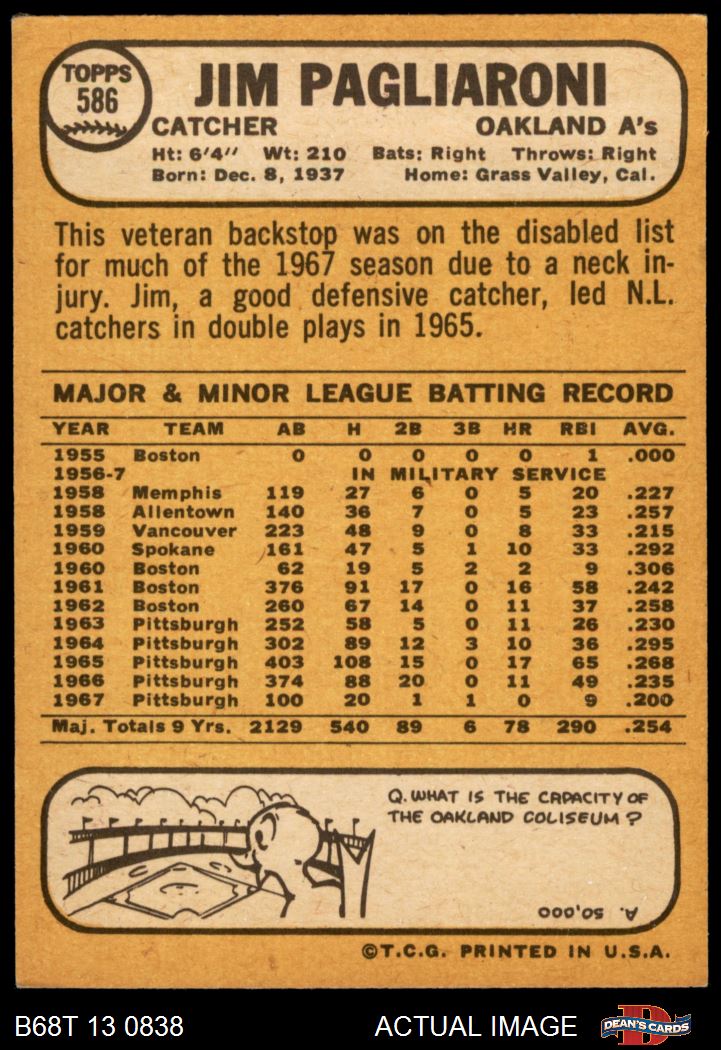 TOPPS
586
JIM PAGLIARONI
CATCHER OAKLAND A's
Ht: 6'4" Wt: 210 Bats: Right Throws: Right
Born: Dec. 8, 1937 Home: Grass Valley, Cal.
This veteran backstop was on the disabled list
for much of the 1967 season due to a neck in-
jury. Jim, a good defensive catcher, led N.L.
catchers in double plays in 1965.
MAJOR & MINOR LEAGUE BATTING RECORD
YEAR TEAM AB H 2B 3B HR RBI AVG.
1955 Boston 0 0 0 0 0 1 .000
1956-7 IN MILITARY SERVICE
1958 Memphis 119 27 6 0 5 20 .227
1958 Allentown 140 36 7 0 5 23 .257
1959 Vancouver 223 48 9 0 8 33 .215
1960 Spokane 161 47 5 1 10 33 .292
1960 Boston 62 19 5 2 2 9 .306
1961 Boston 376 91 17 0 16 58 .242
1962 Boston 260 67 14 0 11 37 .258
1963 Pittsburgh 252 58 5 0 11 26 .230
1964 Pittsburgh 302 89 12 3 10 36 .295
1965 Pittsburgh 403 108 15 0 17 65 .268
1966 Pittsburgh 374 88 20 0 11 49 .235
1967 Pittsburgh 100 20 1 1 0 9 .200
Maj. Totals 9 Yrs. 2129 540 89 6 78 290 .254
Q. WHAT IS THE CAPACITY OF
THE OAKLAND COLISEUM?
A. 50,000
©T.C.G. PRINTED IN U.S.A.
B68T 13 0838 ACTUAL IMAGE DEAN'S CARDS